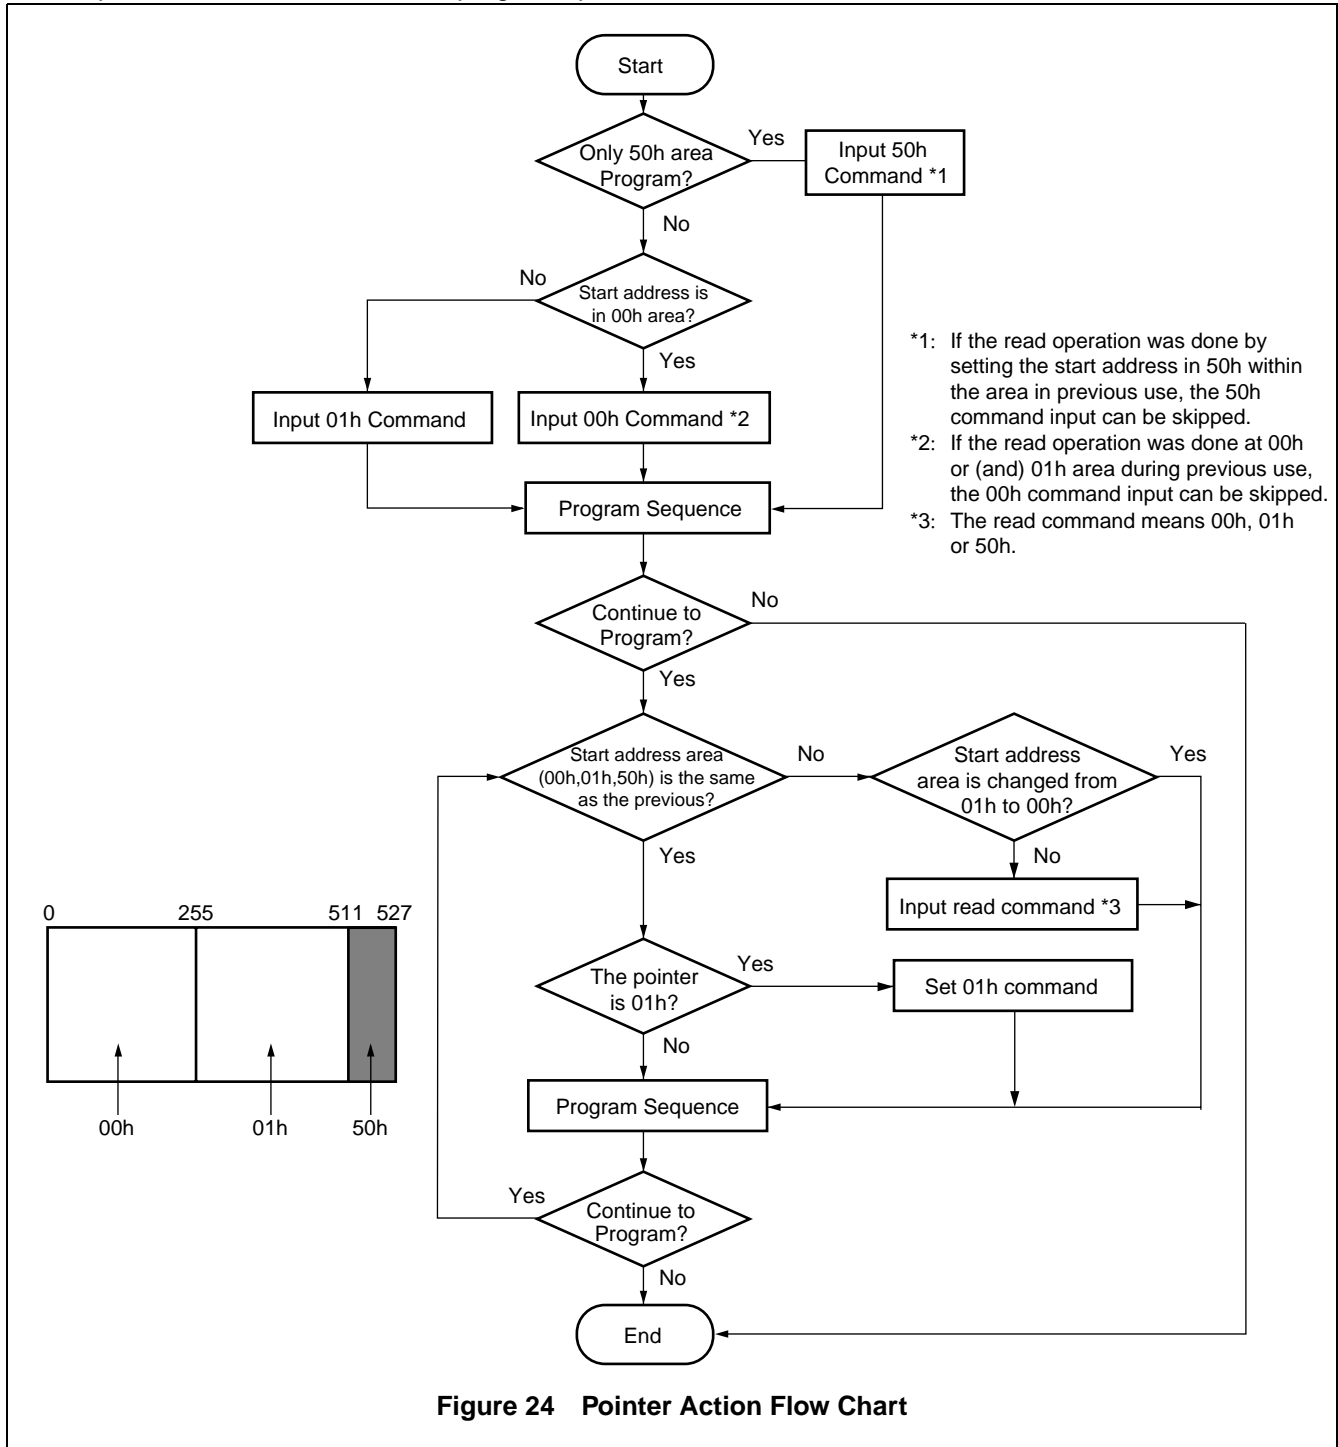 Start
Only 50h area
Program?
Yes
Input 50h
Command *1
No
No
Start address is
in 00h area?
Yes
Input 01h Command
Input 00h Command *2
*1: If the read operation was done by
setting the start address in 50h within
the area in previous use, the 50h
command input can be skipped.
*2: If the read operation was done at 00h
or (and) 01h area during previous use,
the 00h command input can be skipped.
*3: The read command means 00h, 01h
or 50h.
Program Sequence
Continue to
Program?
No
Yes
Start address area
(00h,01h,50h) is the same
as the previous?
No
Start address
area is changed from
01h to 00h?
Yes
Yes
No
Input read command *3
0 255 511 527
00h 01h 50h
The pointer
is 01h?
Yes
Set 01h command
No
Program Sequence
Yes
Continue to
Program?
No
End
Figure 24 Pointer Action Flow Chart